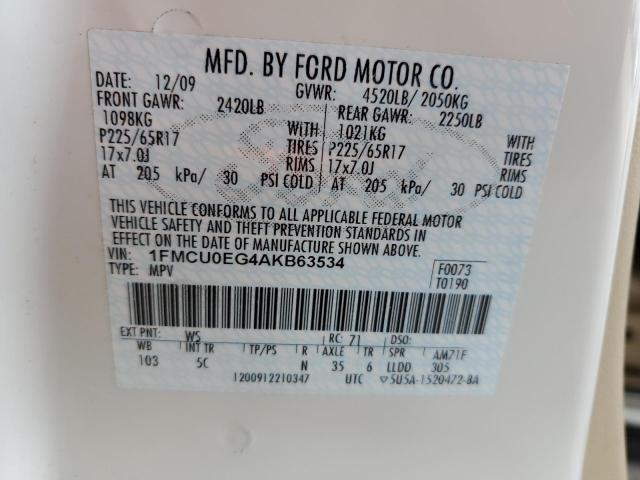 MFD. BY FORD MOTOR CO.
DATE: 12/09 GVWR: 4520LB/ 2050KG
FRONT GAWR: 2420LB REAR GAWR: 2250LB
1098KG WITH 1021KG WITH
P225/65R17 TIRES P225/65R17 TIRES
17x7.0J RIMS 17x7.0J RIMS
AT 205 kPa/ 30 PSI COLD AT 205 kPa/ 30 PSI COLD
THIS VEHICLE CONFORMS TO ALL APPLICABLE FEDERAL MOTOR
VEHICLE SAFETY AND THEFT PREVENTION STANDARDS IN
EFFECT ON THE DATE OF MANUFACTURE SHOWN ABOVE.
VIN: 1FMCU0EG4AKB63534 F0073
TYPE: MPV T0190
EXT PNT: WS RC: 71 DSO:
WB INT TR TP/PS R AXLE TR SPR AM71F
103 5C N 35 6 LLDD 305
1200912210347 UTC ▽5U5A-1520472-BA